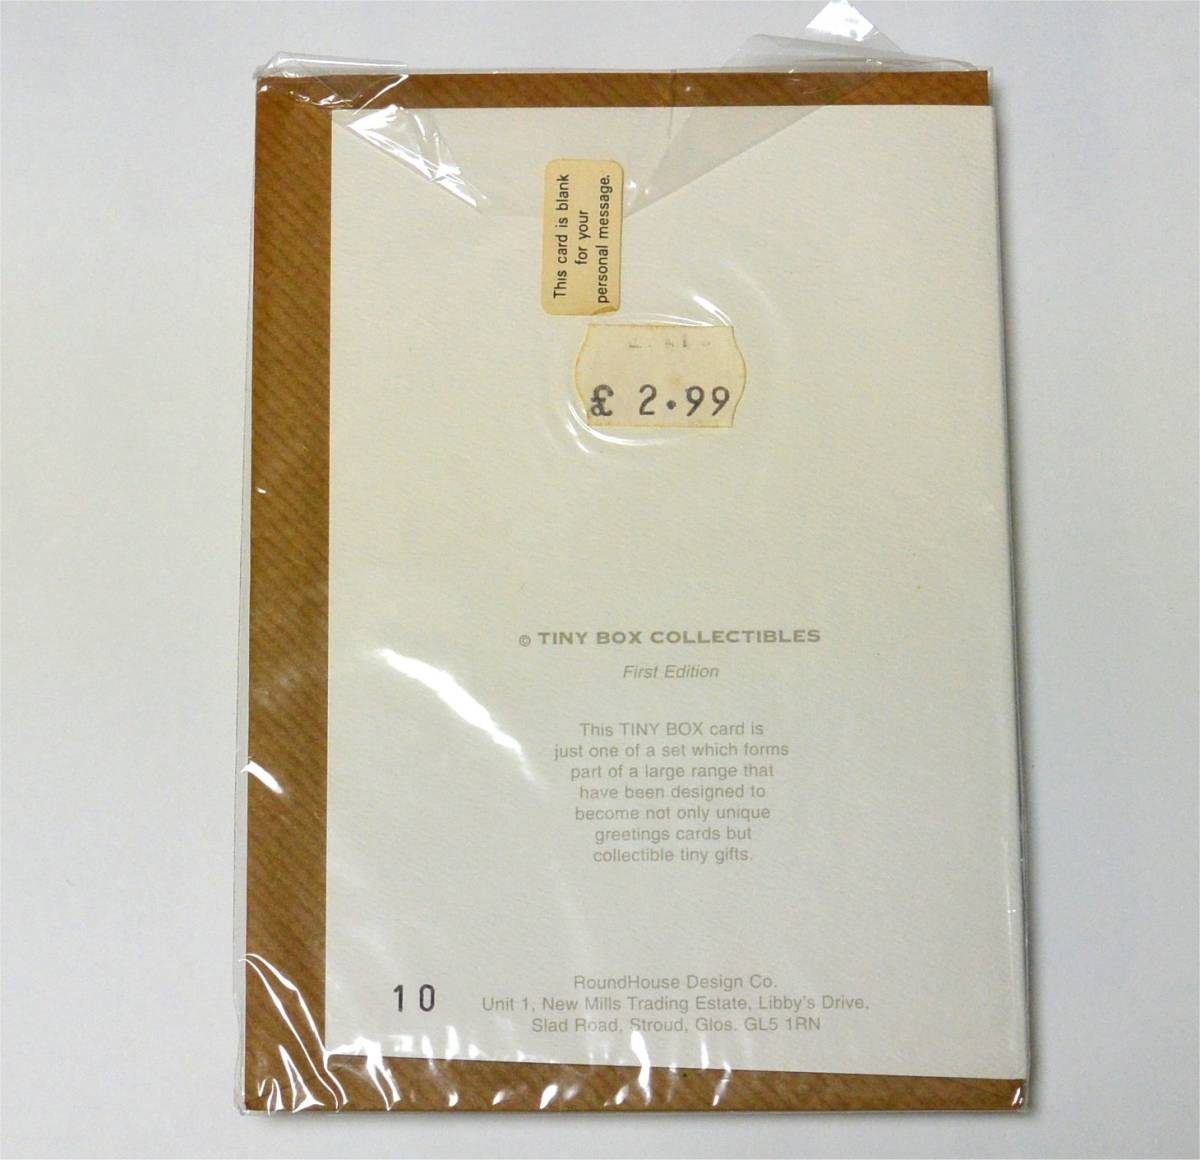 This card is blank
for your
personal message.
£ 2.99
© TINY BOX COLLECTIBLES
First Edition
This TINY BOX card is
just one of a set which forms
part of a large range that
have been designed to
become not only unique
greetings cards but
collectible tiny gifts.
10
RoundHouse Design Co.
Unit 1, New Mills Trading Estate, Libby's Drive,
Slad Road, Stroud, Glos. GL5 1RN